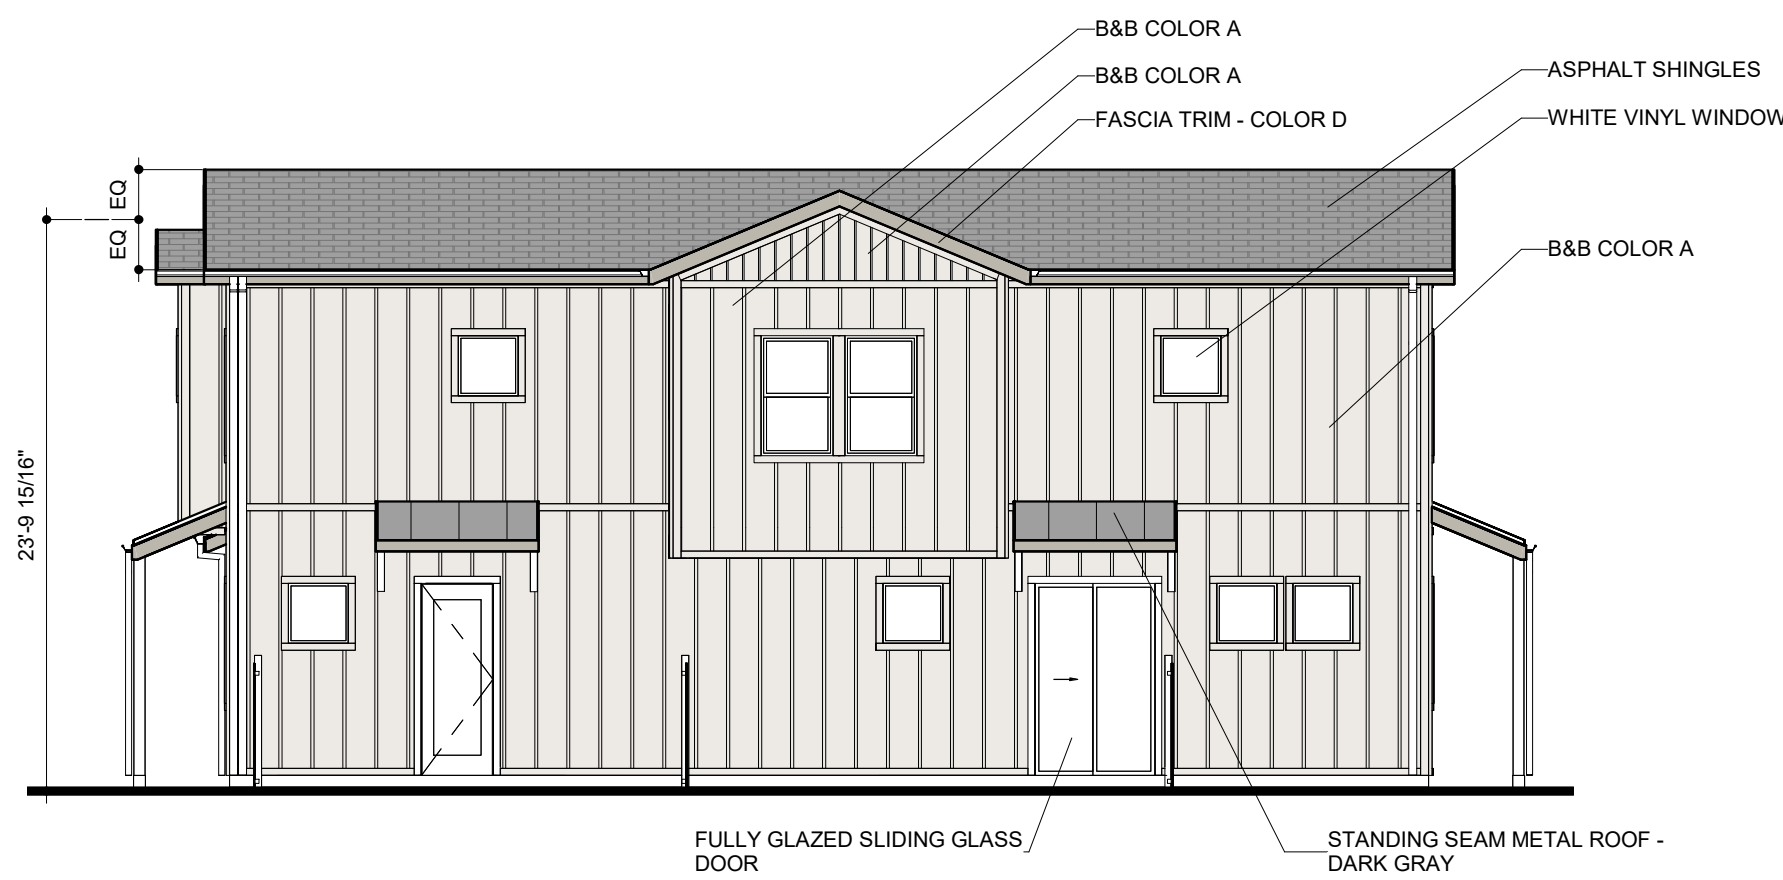 B&B COLOR A
B&B COLOR A
FASCIA TRIM - COLOR D
ASPHALT SHINGLES
WHITE VINYL WINDOW
B&B COLOR A
EQ
EQ
23'-9 15/16"
FULLY GLAZED SLIDING GLASS
DOOR
STANDING SEAM METAL ROOF -
DARK GRAY